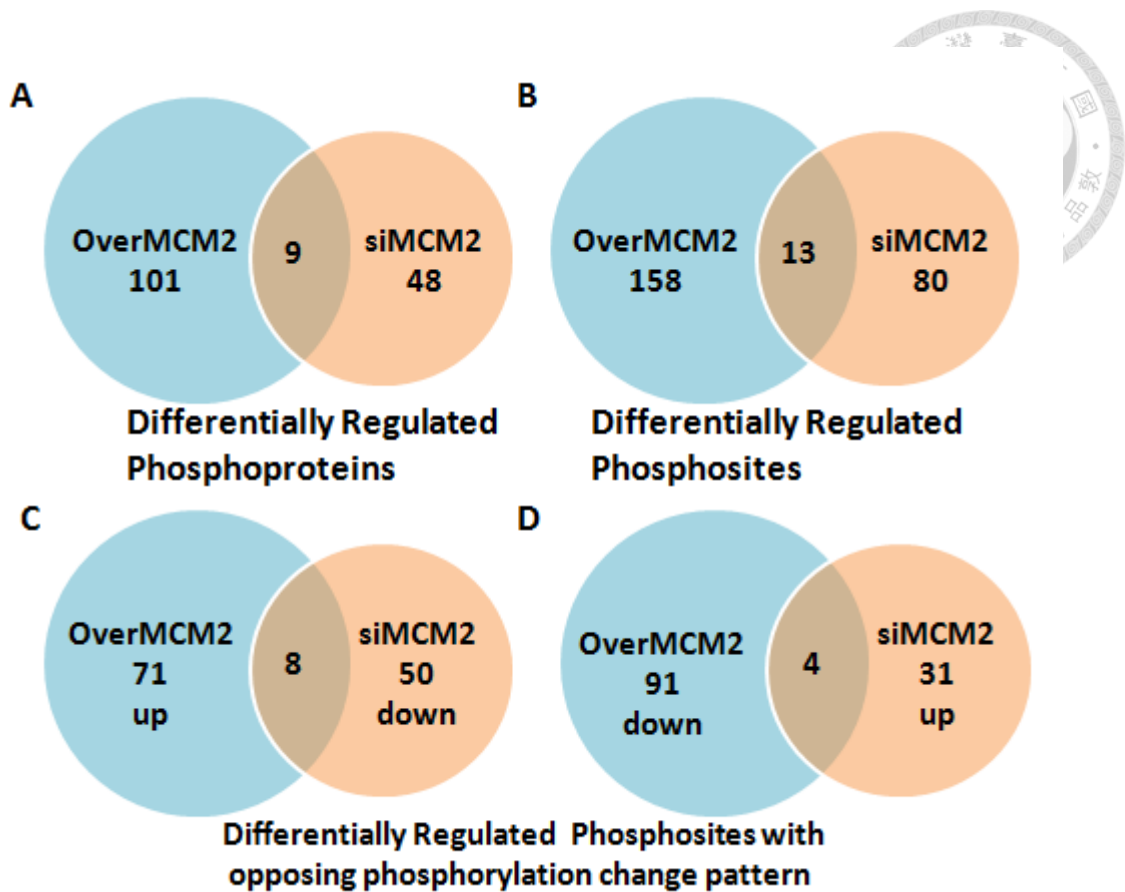 A
B
OverMCM2
101
9
siMCM2
48
OverMCM2
158
13
siMCM2
80
Differentially Regulated
Phosphoproteins
Differentially Regulated
Phosphosites
C
D
OverMCM2
71
up
8
siMCM2
50
down
OverMCM2
91
down
4
siMCM2
31
up
Differentially Regulated Phosphosites with
opposing phosphorylation change pattern